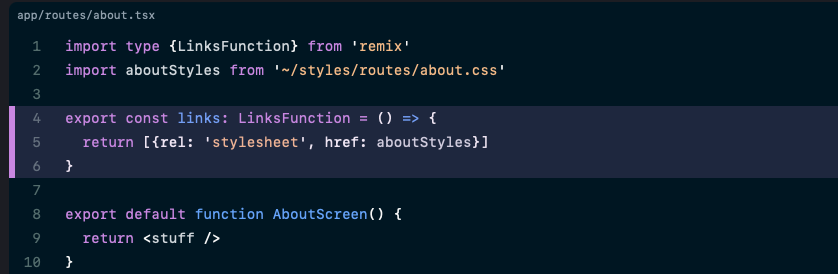 app/routes/about.tsx
1 import type {LinksFunction} from 'remix'
2 import aboutStyles from '~/styles/routes/about.css'
3
4 export const links: LinksFunction = () => {
5   return [{rel: 'stylesheet', href: aboutStyles}]
6 }
7
8 export default function AboutScreen() {
9   return <stuff />
10 }